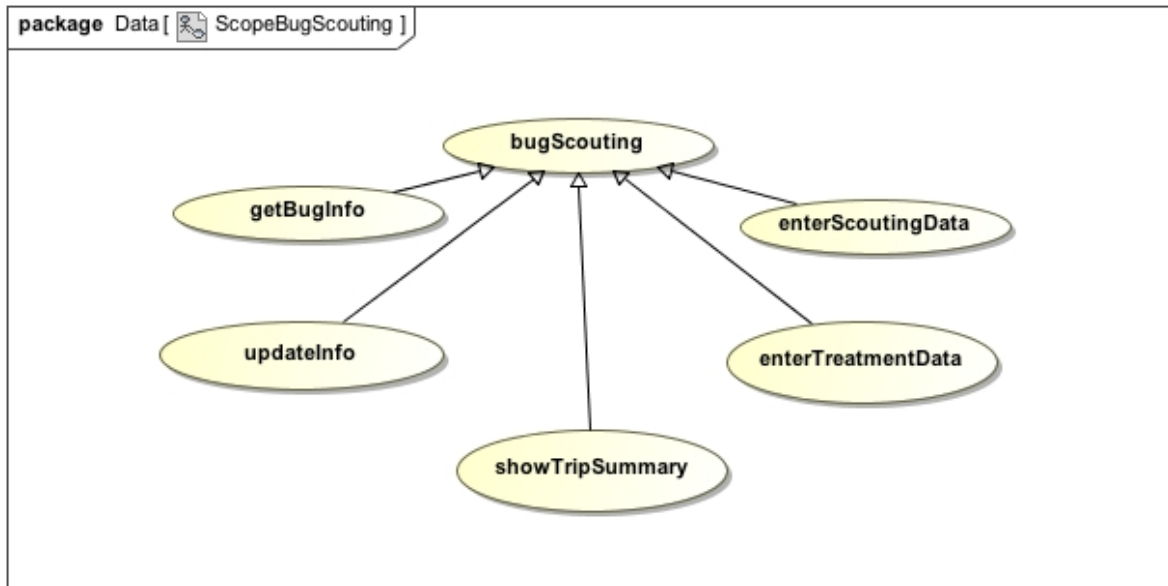 package Data [ ScopeBugScouting ]
bugScouting
getBugInfo
enterScoutingData
updateInfo
enterTreatmentData
showTripSummary